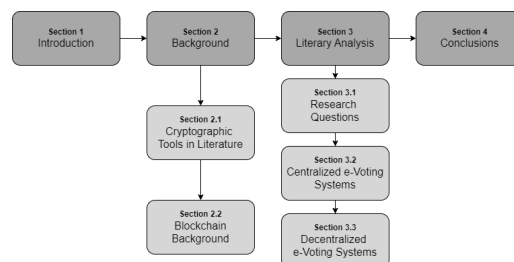 Section 1
Introduction
Section 2
Background
Section 3
Literary Analysis
Section 4
Conclusions
Section 2.1
Cryptographic
Tools in Literature
Section 2.2
Blockchain
Background
Section 3.1
Research
Questions
Section 3.2
Centralized e-Voting
Systems
Section 3.3
Decentralized
e-Voting Systems